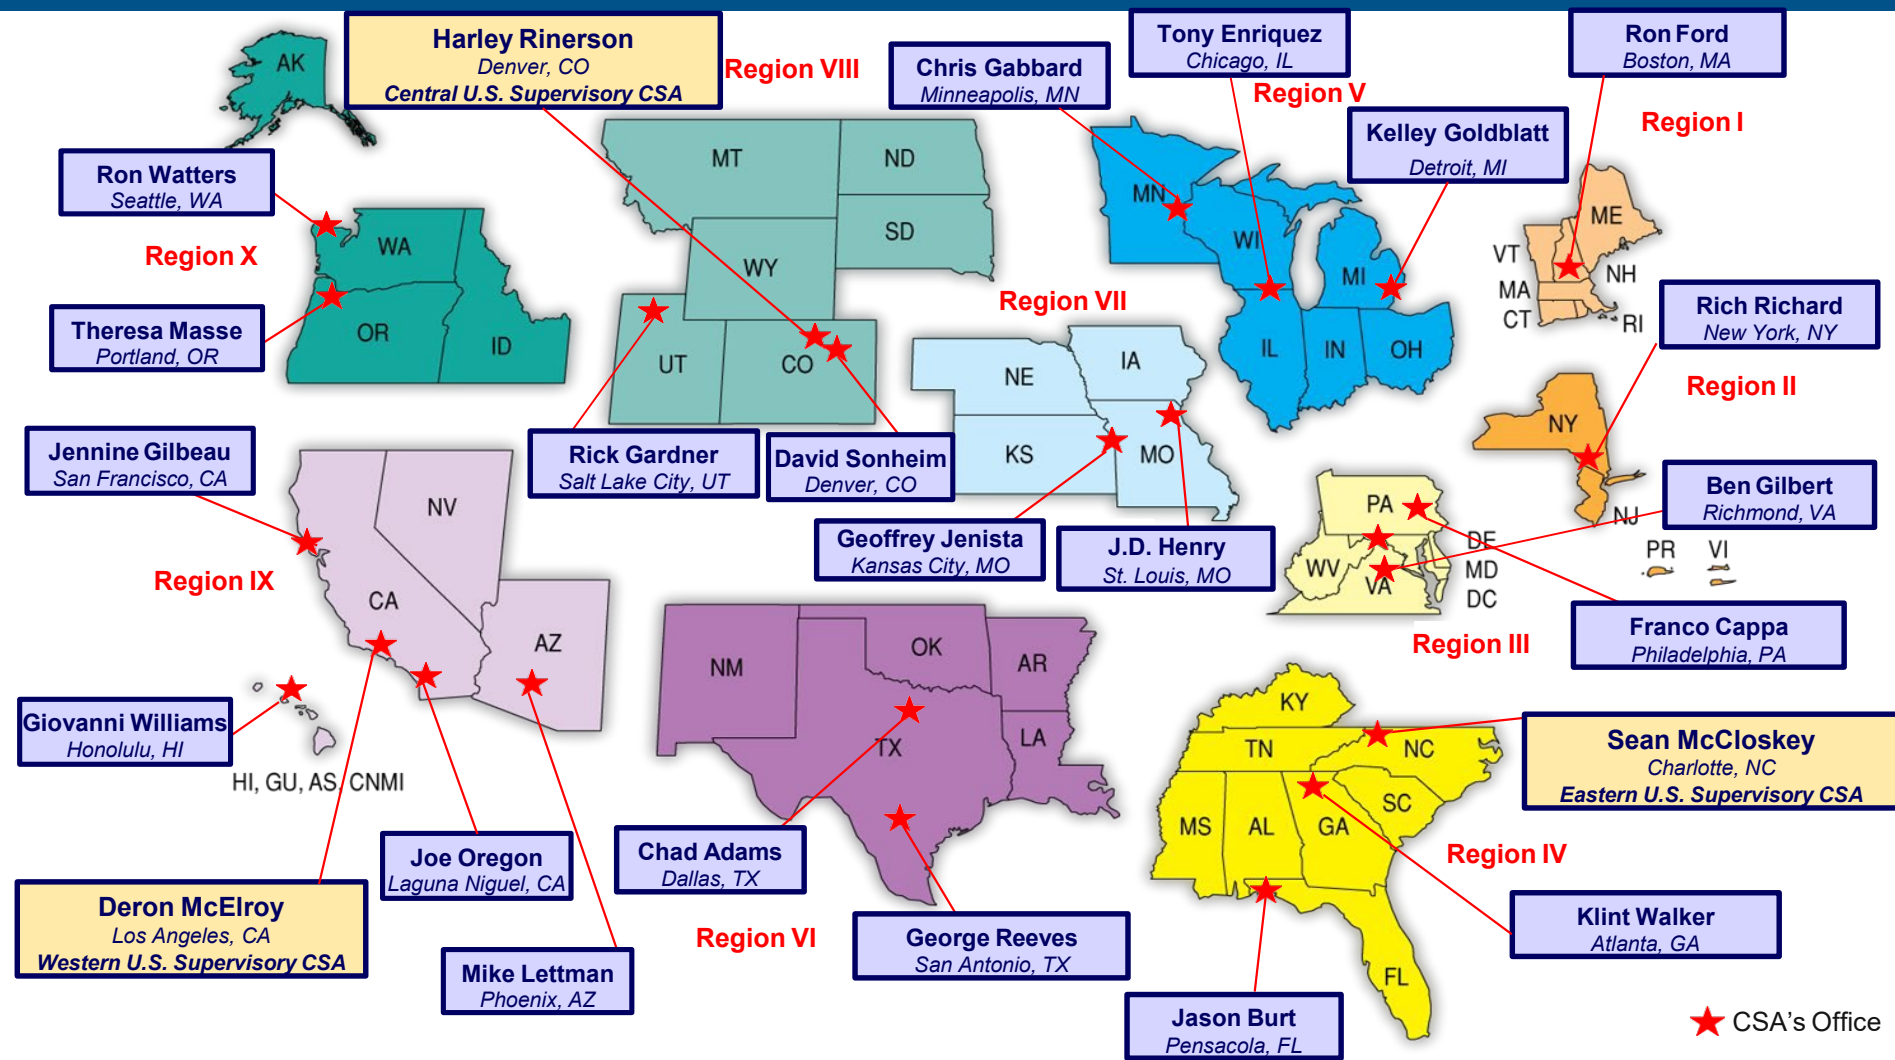 Harley Rinerson
Denver, CO
Central U.S. Supervisory CSA
Region VIII
Chris Gabbard
Minneapolis, MN
Tony Enriquez
Chicago, IL
Region V
Ron Ford
Boston, MA
Region I
Kelley Goldblatt
Detroit, MI
AK
Ron Watters
Seattle, WA
Region X
Theresa Masse
Portland, OR
WA
OR
ID
MT
ND
SD
WY
UT
CO
Rick Gardner
Salt Lake City, UT
David Sonheim
Denver, CO
Region VII
NE
IA
KS
MO
Geoffrey Jenista
Kansas City, MO
J.D. Henry
St. Louis, MO
MN
WI
MI
IL
IN
OH
ME
VT
NH
MA
CT
RI
Rich Richard
New York, NY
Region II
NY
NJ
PR
VI
Ben Gilbert
Richmond, VA
PA
WV
VA
DE
MD
DC
Region III
Franco Cappa
Philadelphia, PA
Jennine Gilbeau
San Francisco, CA
Region IX
NV
CA
AZ
Giovanni Williams
Honolulu, HI
HI, GU, AS, CNMI
Joe Oregon
Laguna Niguel, CA
Deron McElroy
Los Angeles, CA
Western U.S. Supervisory CSA
Mike Lettman
Phoenix, AZ
NM
OK
AR
TX
LA
Chad Adams
Dallas, TX
Region VI
George Reeves
San Antonio, TX
KY
TN
NC
SC
MS
AL
GA
FL
Sean McCloskey
Charlotte, NC
Eastern U.S. Supervisory CSA
Region IV
Klint Walker
Atlanta, GA
Jason Burt
Pensacola, FL
CSA's Office